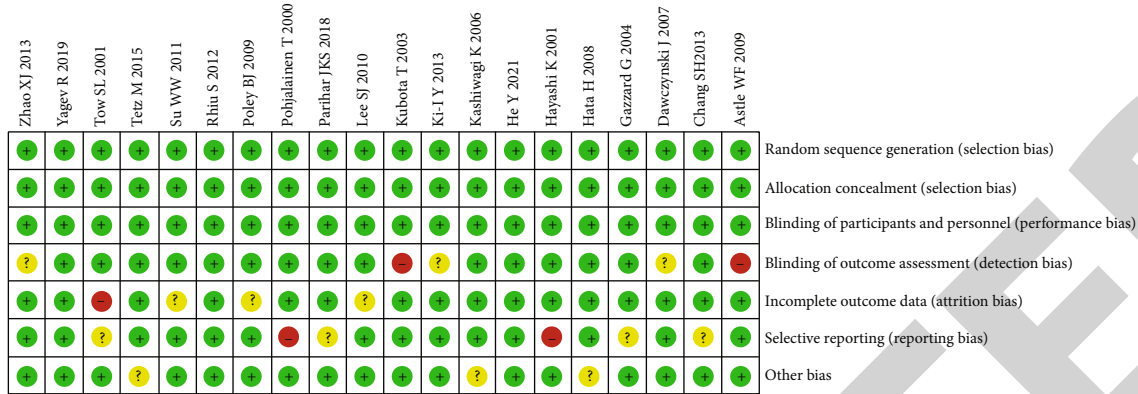 Zhao XJ 2013
Yagev R 2019
Tow SL 2001
Tetz M 2015
Su WW 2011
Rhiu S 2012
Poley BJ 2009
Pohjalainen T 2000
Parihar JKS 2018
Lee SJ 2010
Kubota T 2003
Ki-I Y 2013
Kashiwagi K 2006
He Y 2021
Hayashi K 2001
Hata H 2008
Gazzard G 2004
Dawczynski J 2007
Chang SH2013
Astle WF 2009
+ + + + + + + + + + + + + + + + + + + + Random sequence generation (selection bias)
+ + + + + + + + + + + + + + + + + + + + Allocation concealment (selection bias)
+ + + + + + + + + + + + + + + + + + + + Blinding of participants and personnel (performance bias)
? + + + + + + + + + – ? + + + + + ? + – Blinding of outcome assessment (detection bias)
+ + – + ? + ? + + ? + + + + + + + + + + Incomplete outcome data (attrition bias)
+ + ? + + + + – ? + + + + + – + ? + ? + Selective reporting (reporting bias)
+ + + ? + + + + + + + + ? + + ? + + + + Other bias